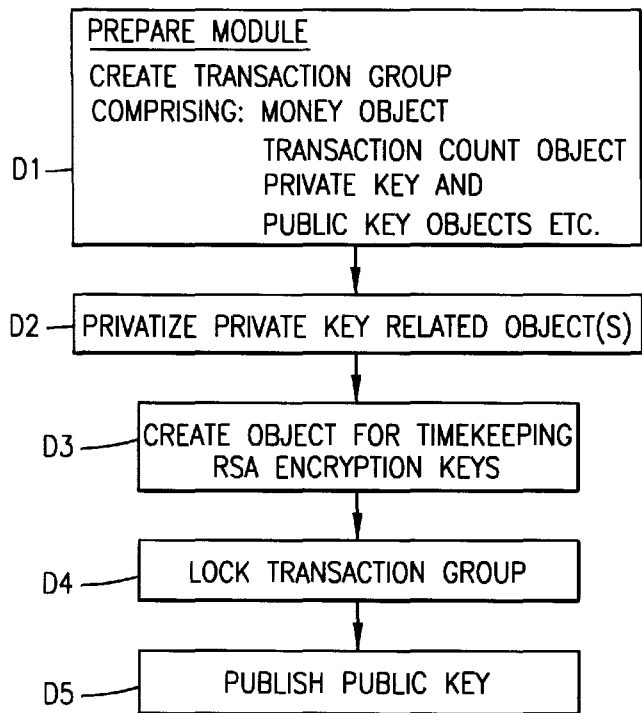 PREPARE MODULE
CREATE TRANSACTION GROUP
COMPRISING: MONEY OBJECT
TRANSACTION COUNT OBJECT
D1
PRIVATE KEY AND
PUBLIC KEY OBJECTS ETC.
D2
PRIVATIZE PRIVATE KEY RELATED OBJECT(S)
D3
CREATE OBJECT FOR TIMEKEEPING
RSA ENCRYPTION KEYS
D4
LOCK TRANSACTION GROUP
D5
PUBLISH PUBLIC KEY